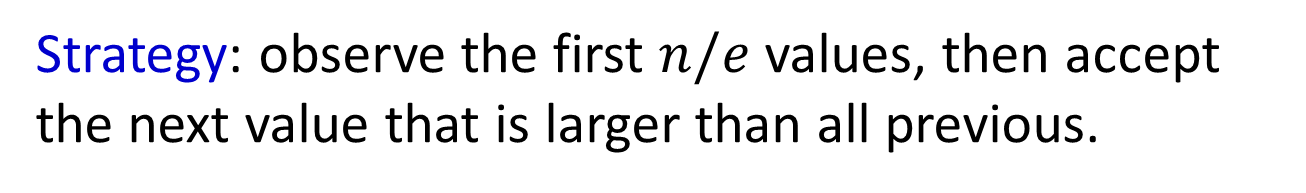 Strategy: observe the first n/e values, then accept
the next value that is larger than all previous.